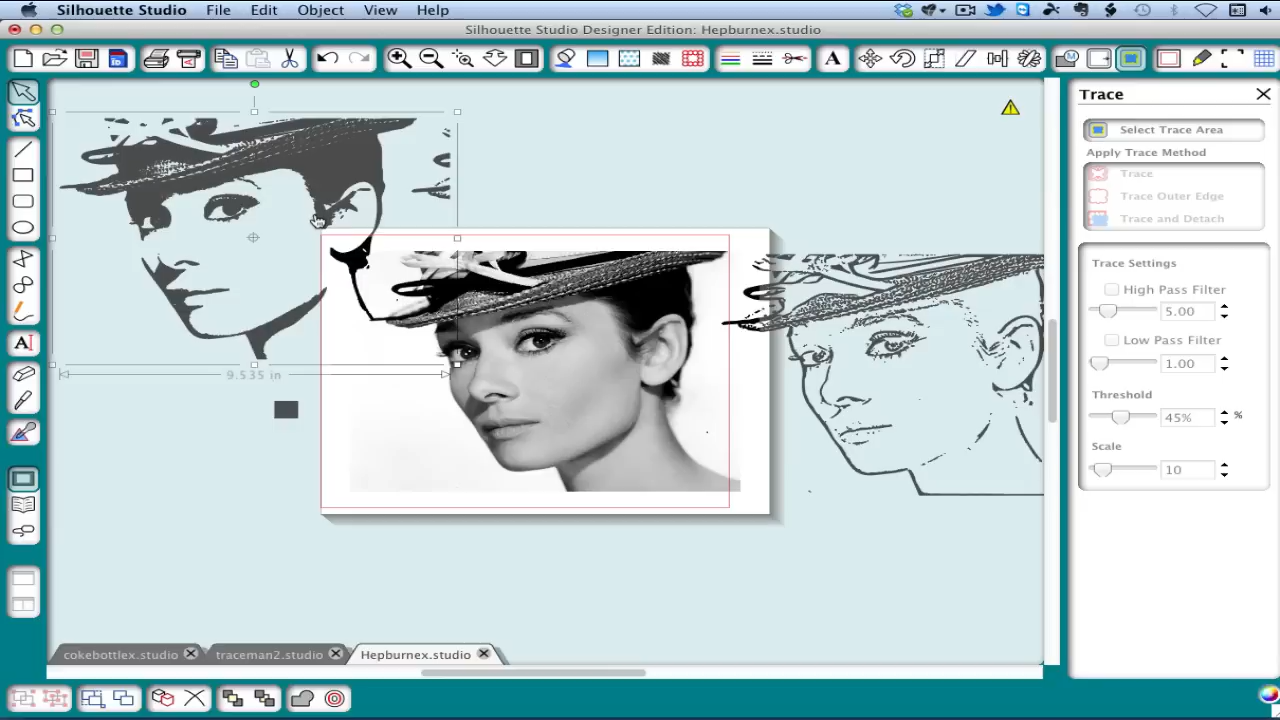 Silhouette Studio File Edit Object View Help
Silhouette Studio Designer Edition: Hepburnex.studio
Trace
Select Trace Area
Apply Trace Method
Trace
Trace Outer Edge
Trace and Detach
Trace Settings
High Pass Filter
5.00
Low Pass Filter
1.00
Threshold
45% %
Scale
10
9.535 in
cokebottlex.studio traceman2.studio Hepburnex.studio